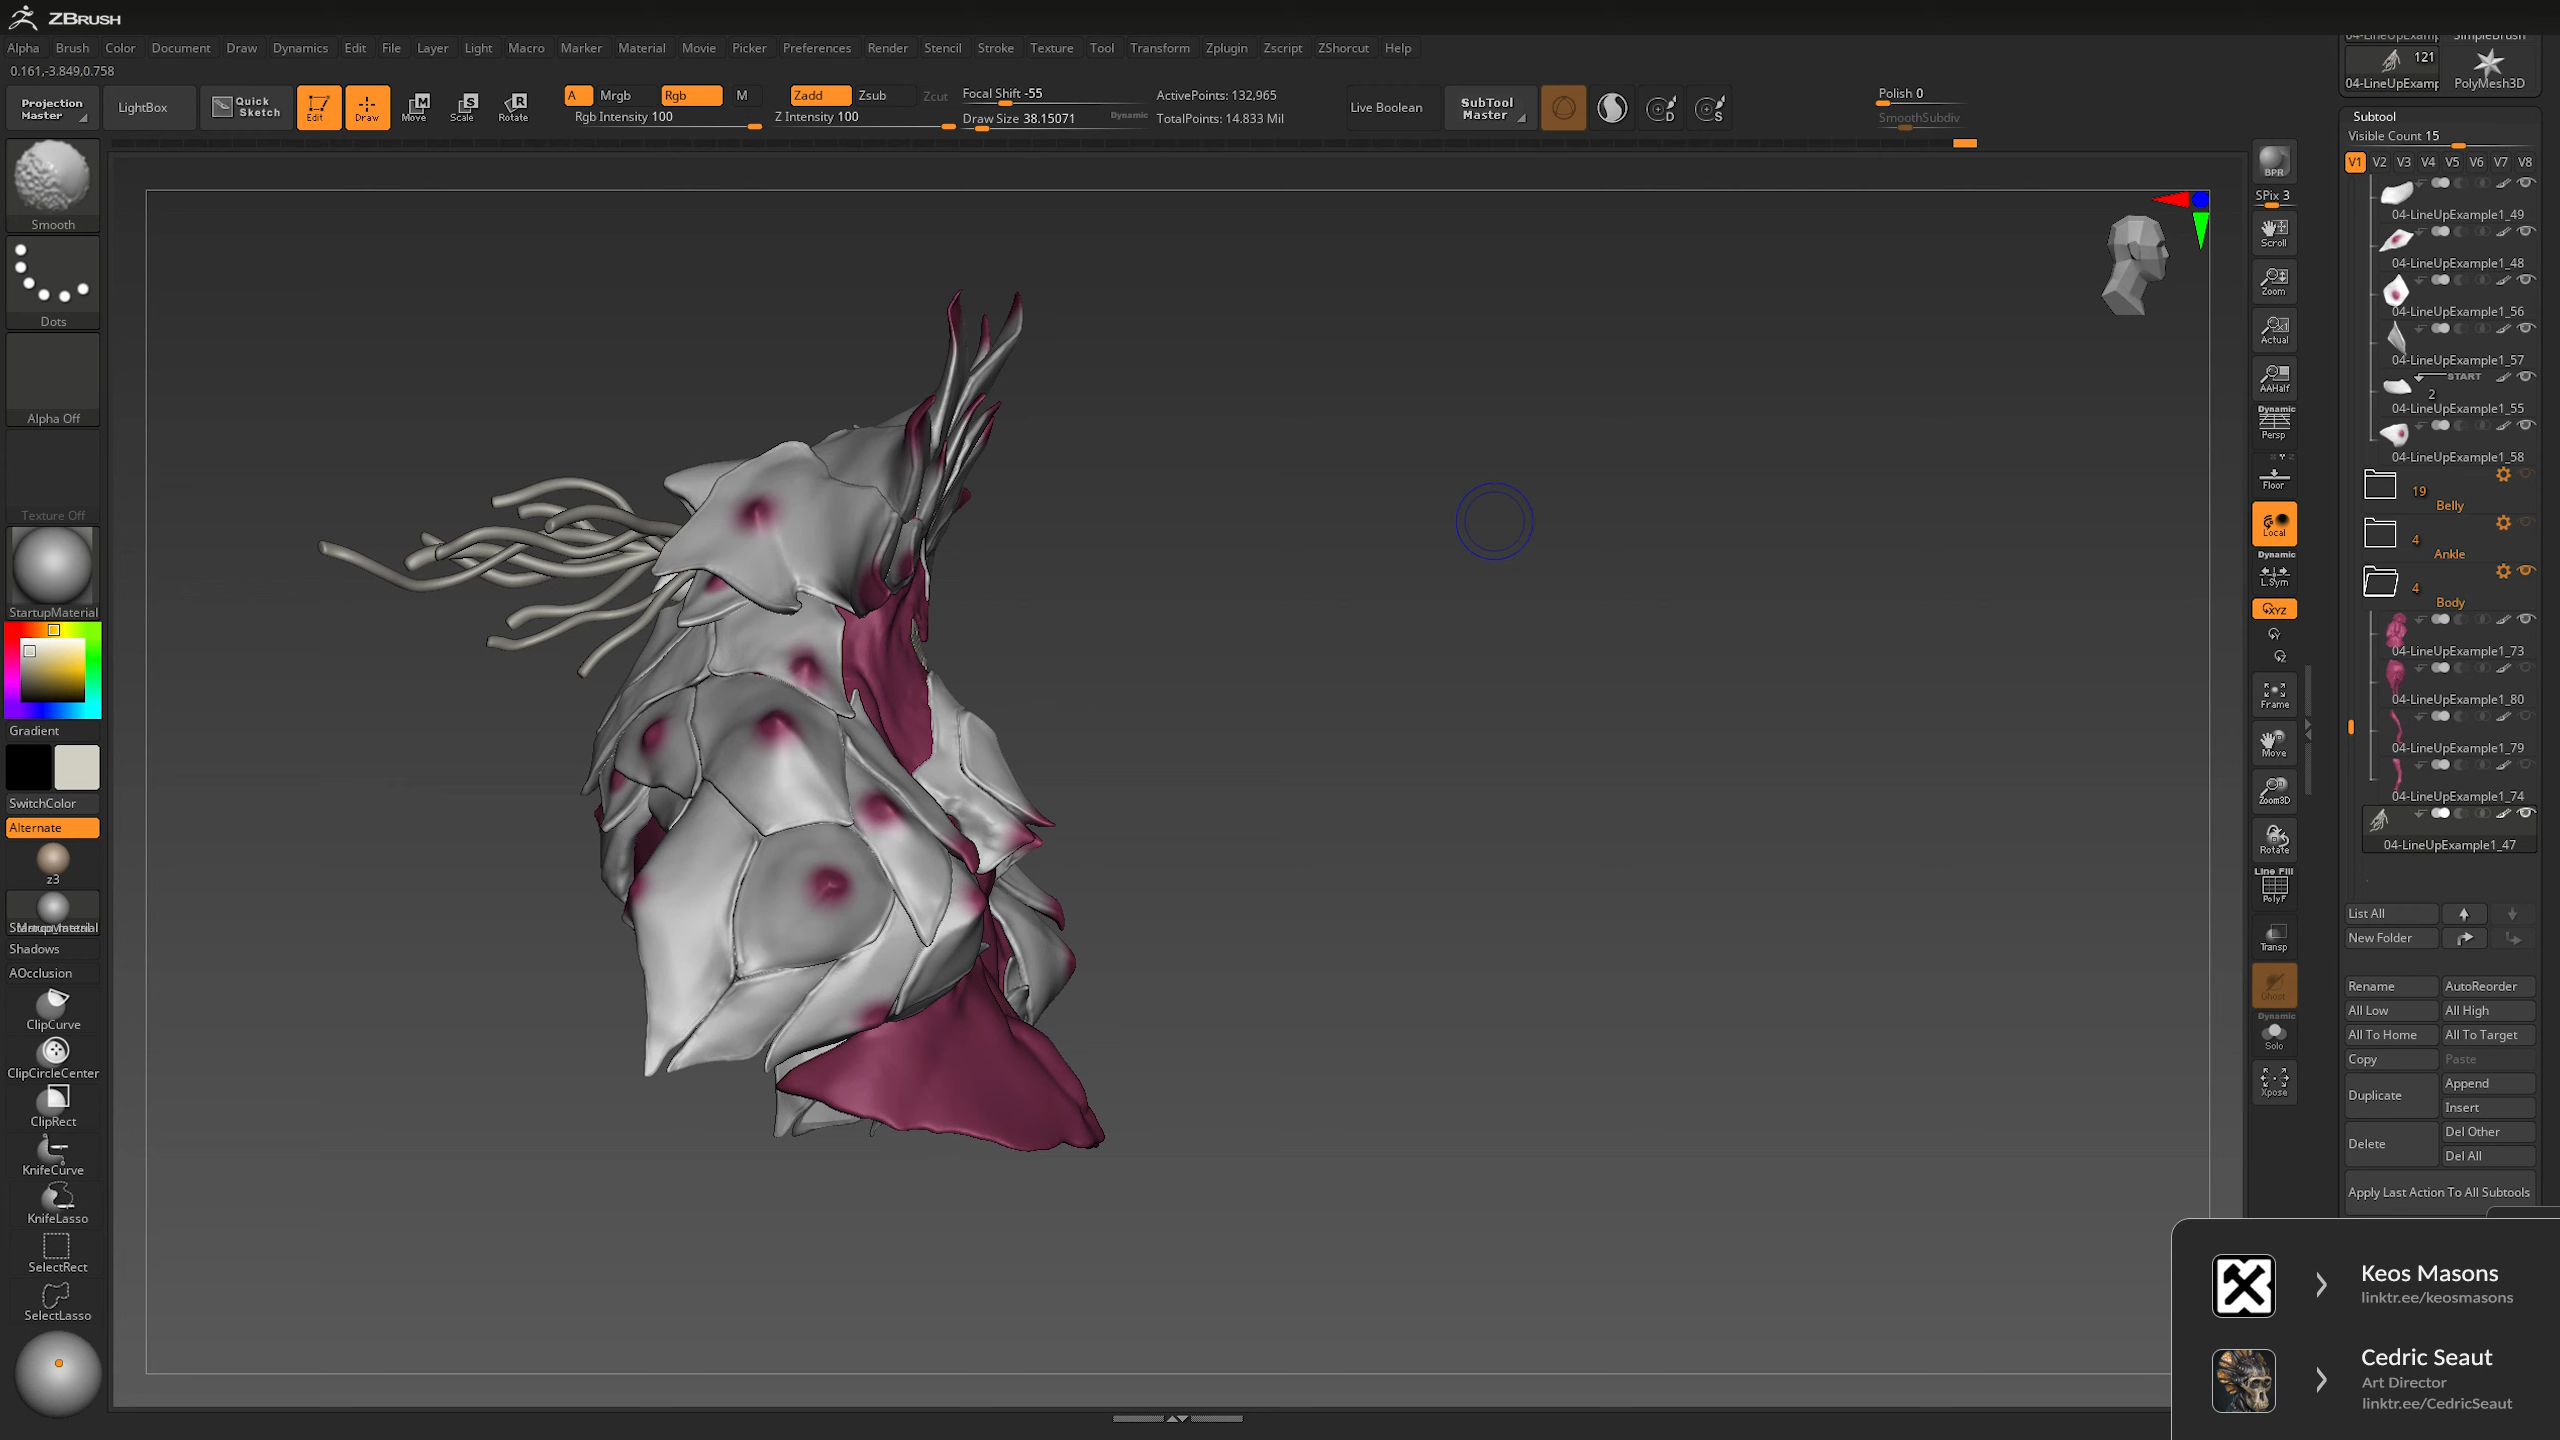 ZBRUSH
Alpha Brush Color Document Draw Dynamics Edit File Layer Light Macro Marker Material Movie Picker Preferences Render Stencil Stroke Texture Tool Transform Zplugin Zscript ZShorcut Help
0.161,-3.849,0.758
Projection Master
LightBox
Quick Sketch
Edit
Draw
Move
Scale
Rotate
A Mrgb Rgb M
Rgb Intensity 100
Zadd Zsub Zcut
Z Intensity 100
Focal Shift -55
Draw Size 38.15071
Dynamic
ActivePoints: 132,965
TotalPoints: 14.833 Mil
Live Boolean
SubTool Master
Polish 0
SmoothSubdiv
Smooth
Dots
Alpha Off
Texture Off
StartupMaterial
Gradient
SwitchColor
Alternate
z3
Shadows
AOcclusion
ClipCurve
ClipCircleCenter
ClipRect
KnifeCurve
KnifeLasso
SelectRect
SelectLasso
BPR
SPix 3
Scroll
Zoom
Actual
AAHalf
Dynamic
Persp
Floor
Local
Dynamic
L.Sym
XYZ
Frame
Move
Zoom3D
Rotate
Line Fill
PolyF
Transp
Ghost
Dynamic
Solo
Xpose
04-LineUpExamp SimpleBrush
121
04-LineUpExamp PolyMesh3D
Subtool
Visible Count 15
V1 V2 V3 V4 V5 V6 V7 V8
04-LineUpExample1_49
04-LineUpExample1_48
04-LineUpExample1_56
04-LineUpExample1_57
START
2
04-LineUpExample1_55
04-LineUpExample1_58
19
Belly
4
Ankle
4
Body
04-LineUpExample1_73
04-LineUpExample1_80
04-LineUpExample1_79
04-LineUpExample1_74
04-LineUpExample1_47
List All
New Folder
Rename AutoReorder
All Low All High
All To Home All To Target
Copy Paste
Duplicate
Append
Insert
Delete
Del Other
Del All
Apply Last Action To All Subtools
Keos Masons
linktr.ee/keosmasons
Cedric Seaut
Art Director
linktr.ee/CedricSeaut